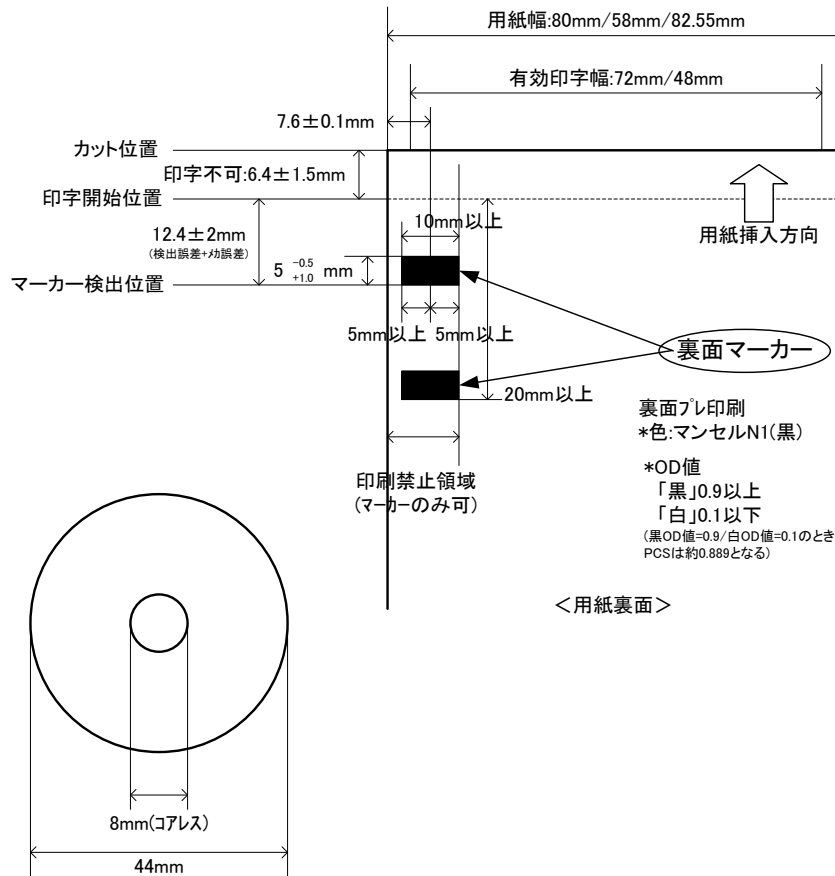 用紙幅:80mm/58mm/82.55mm
有効印字幅:72mm/48mm
7.6±0.1mm
カット位置
印字不可:6.4±1.5mm
印字開始位置
用紙挿入方向
10mm以上
12.4±2mm
(検出誤差+メカ誤差)
5 -0.5 +1.0 mm
マーカー検出位置
5mm以上 5mm以上
裏面マーカー
20mm以上
裏面プレ印刷
*色:マンセルN1(黒)
*OD値
「黒」0.9以上
「白」0.1以下
(黒OD値=0.9/白OD値=0.1のとき
PCSは約0.889となる)
印刷禁止領域
(マーカーのみ可)
<用紙裏面>
8mm(コアレス)
44mm